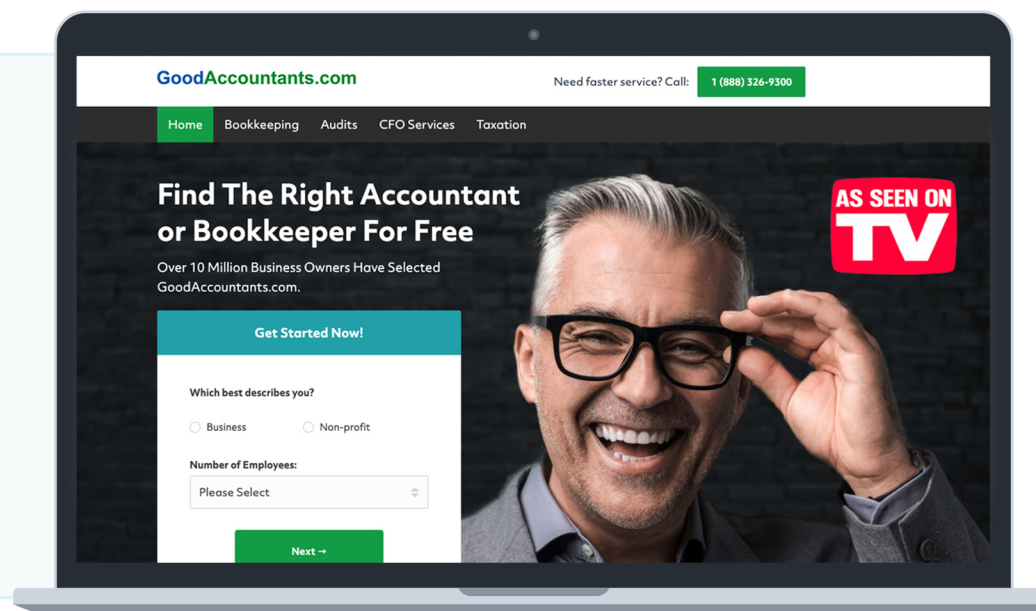 GoodAccountants.com
Need faster service? Call:
1 (888) 326-9300
Home
Bookkeeping
Audits
CFO Services
Taxation
Find The Right Accountant
or Bookkeeper For Free
Over 10 Million Business Owners Have Selected
GoodAccountants.com.
AS SEEN ON
TV
Get Started Now!
Which best describes you?
Business
Non-profit
Number of Employees:
Please Select
Next →